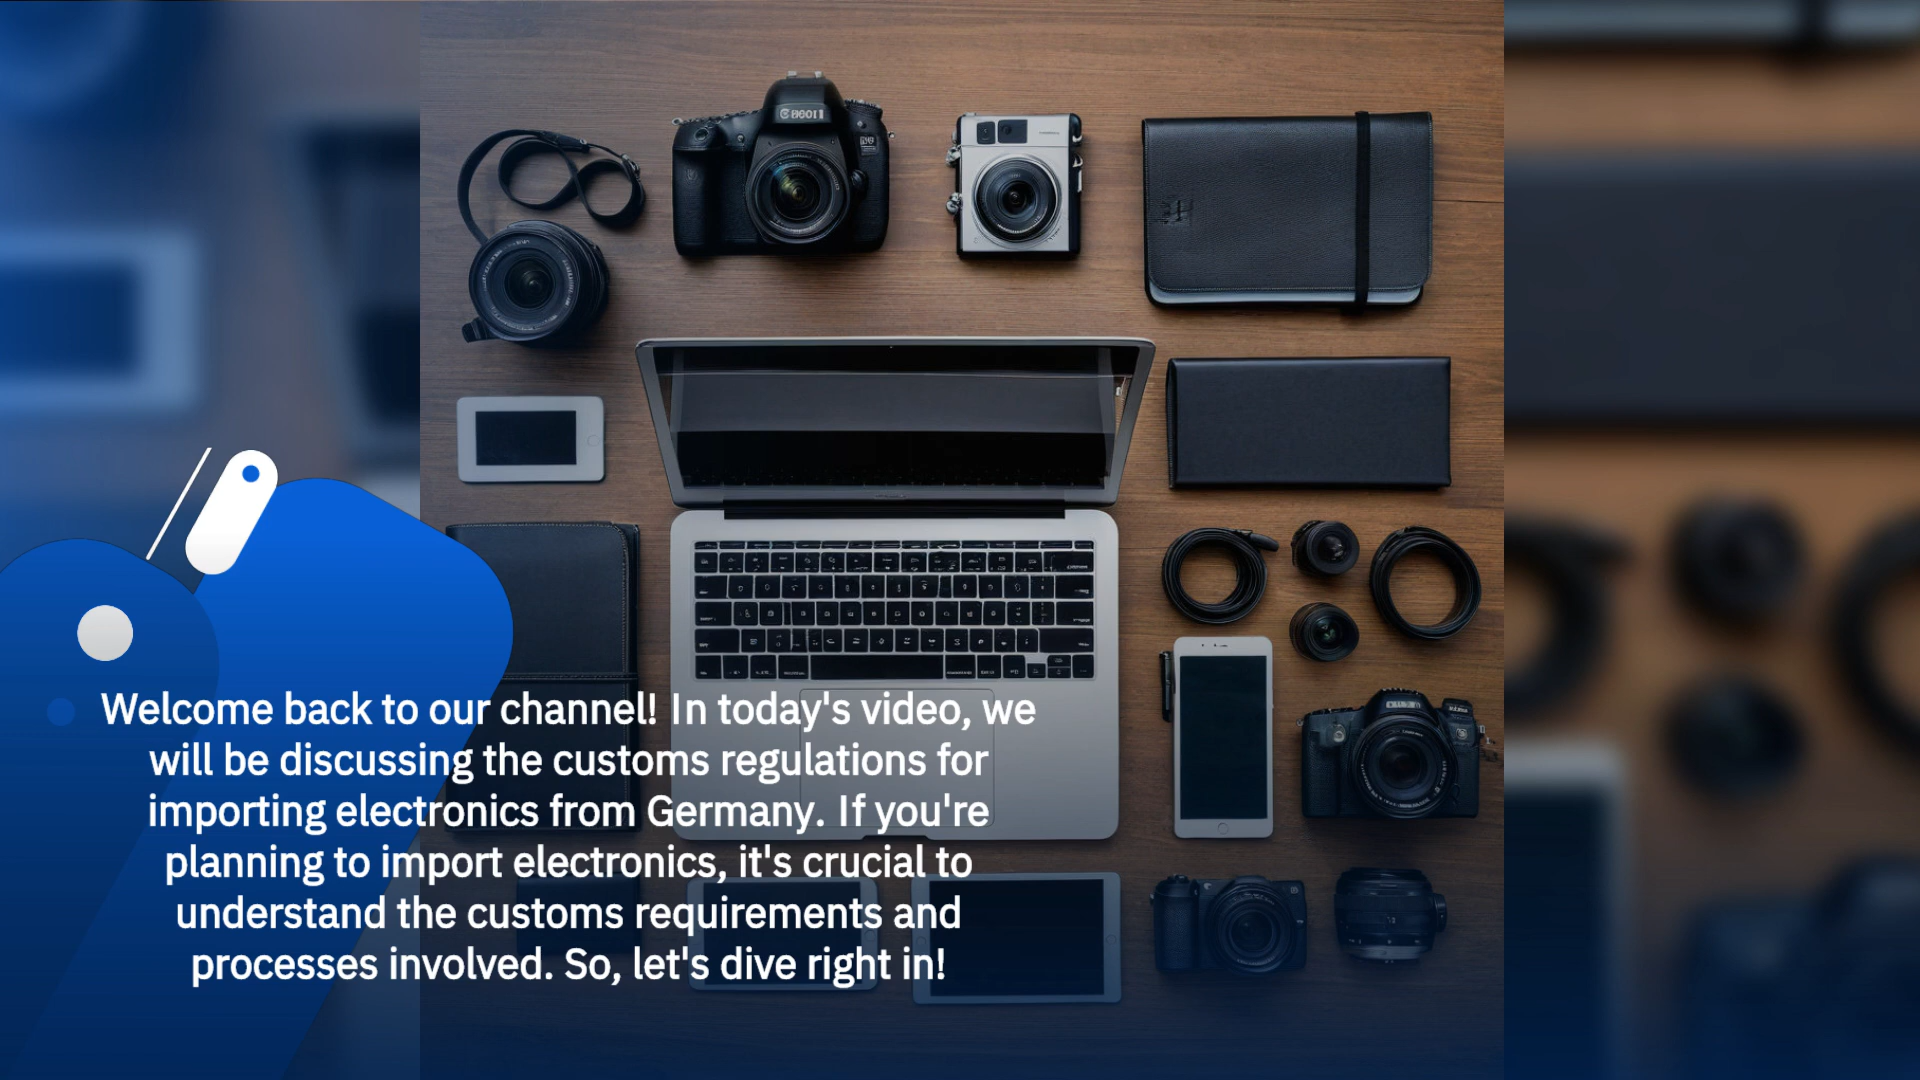 Welcome back to our channel! In today's video, we
will be discussing the customs regulations for
importing electronics from Germany. If you're
planning to import electronics, it's crucial to
understand the customs requirements and
processes involved. So, let's dive right in!